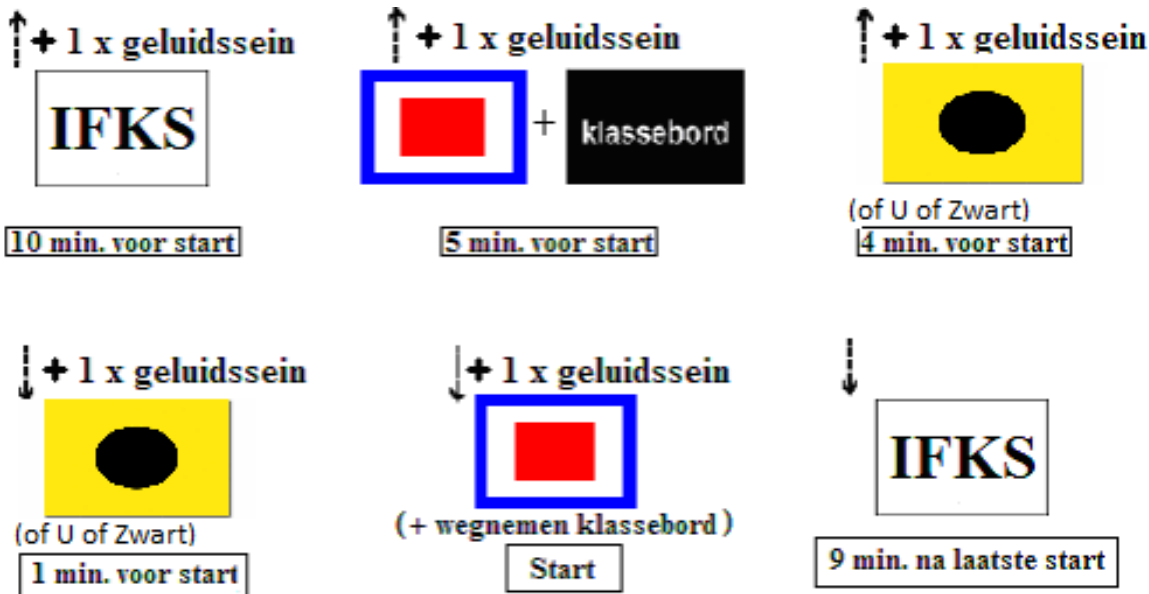 + 1 x geluidssein
IFKS
10 min. voor start
+ 1 x geluidssein
+
klassebord
5 min. voor start
+ 1 x geluidssein
(of U of Zwart)
4 min. voor start
+ 1 x geluidssein
(of U of Zwart)
1 min. voor start
+ 1 x geluidssein
(+ wegnemen klassebord)
Start
IFKS
9 min. na laatste start